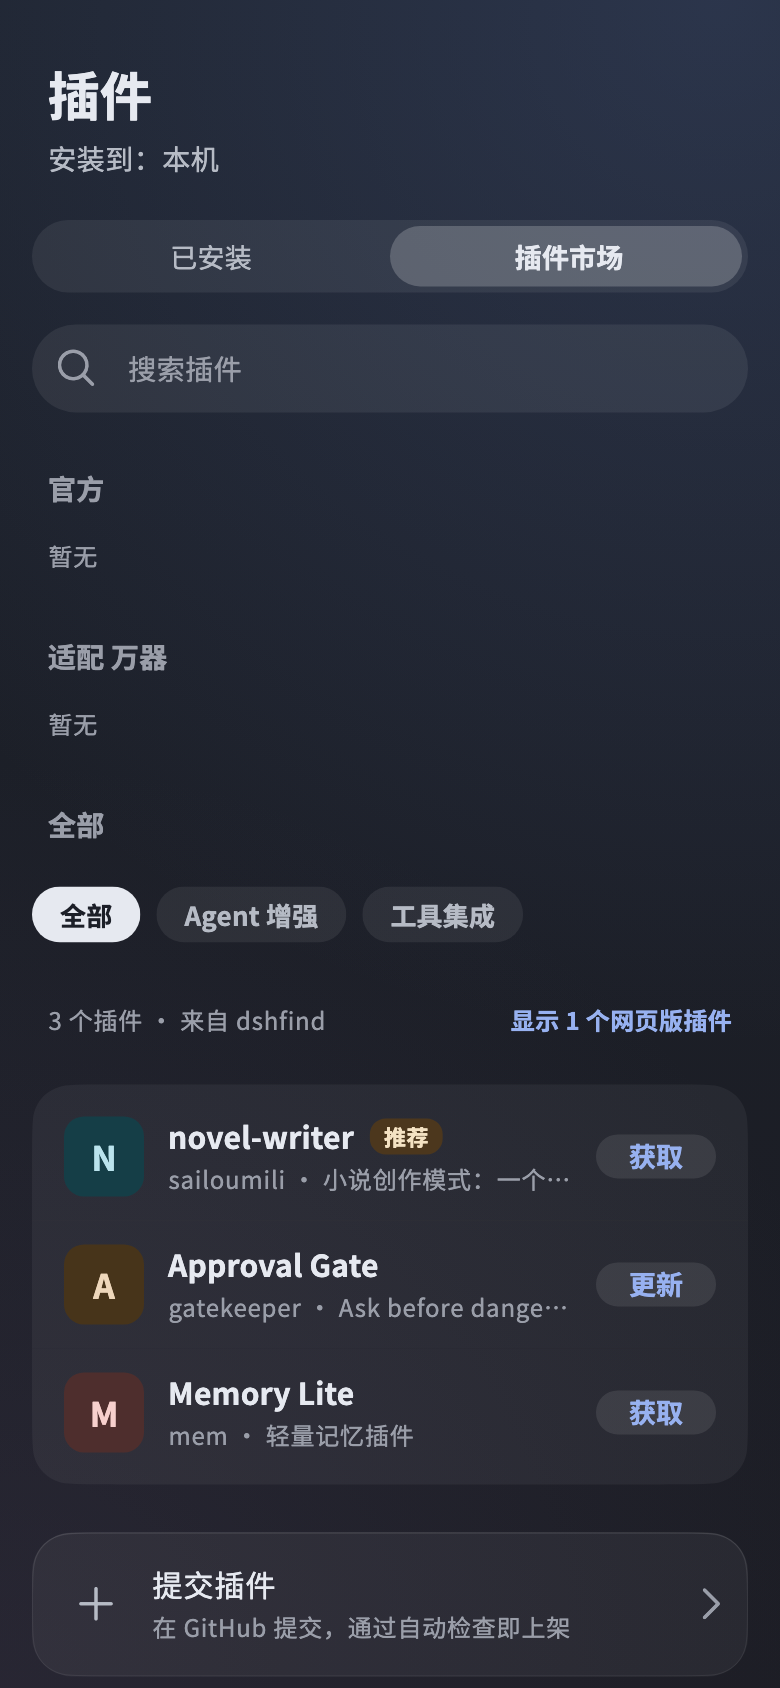 插件
安装到：本机
已安装
插件市场
搜索插件
官方
暂无
适配 万器
暂无
全部
全部
Agent 增强
工具集成
3 个插件 · 来自 dshfind
显示 1 个网页版插件
N
novel-writer
推荐
sailoumili · 小说创作模式：一个…
获取
A
Approval Gate
gatekeeper · Ask before dange…
更新
M
Memory Lite
mem · 轻量记忆插件
获取
提交插件
在 GitHub 提交，通过自动检查即上架